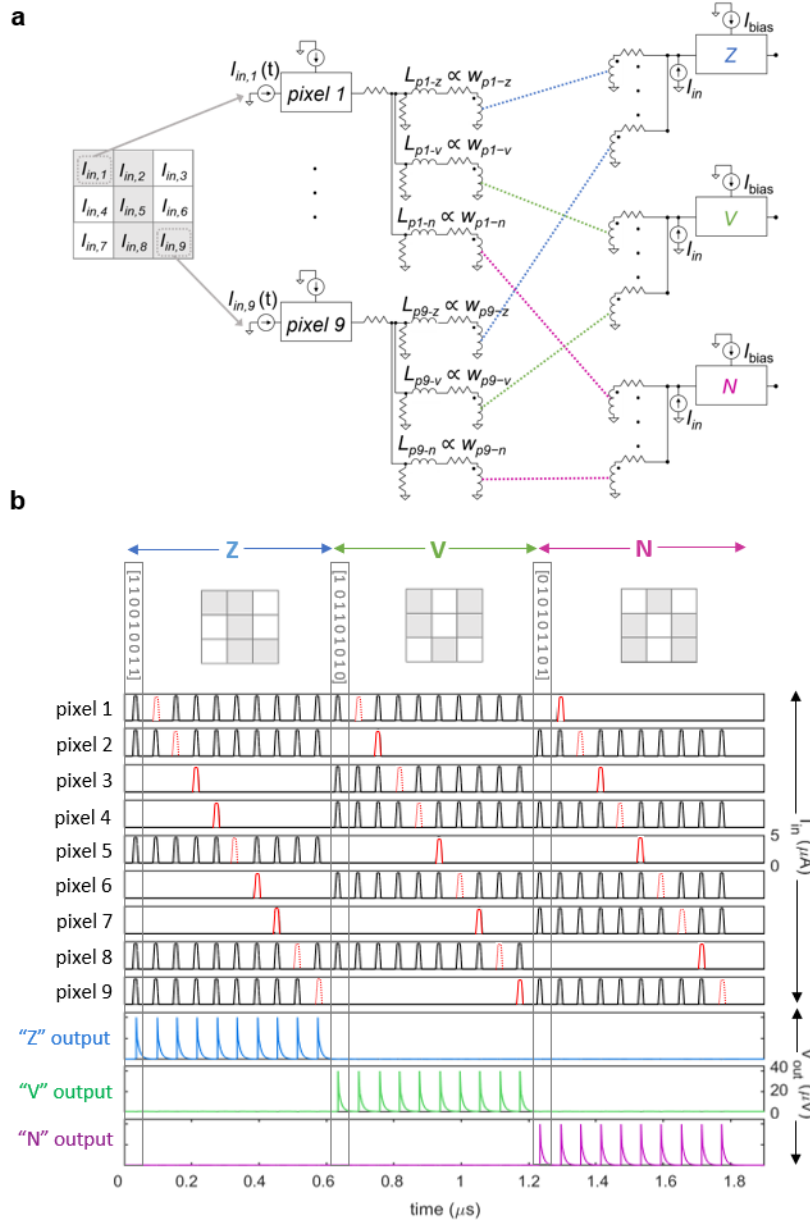 a
I_in,1 (t)
pixel 1
L_p1-z ∝ w_p1−z
L_p1-v ∝ w_p1−v
L_p1-n ∝ w_p1−n
I_bias
Z
I_in
I_in,1 I_in,2 I_in,3
I_in,4 I_in,5 I_in,6
I_in,7 I_in,8 I_in,9
I_bias
V
I_in
I_in,9 (t)
pixel 9
L_p9-z ∝ w_p9−z
L_p9-v ∝ w_p9−v
L_p9-n ∝ w_p9−n
I_bias
N
I_in
b
Z V N
[110010011]
[101101010]
[010101101]
pixel 1
pixel 2
pixel 3
pixel 4
pixel 5
pixel 6
pixel 7
pixel 8
pixel 9
I_in (μA)
5
0
"Z" output
"V" output
"N" output
V_out (μV)
40
20
0
0 0.2 0.4 0.6 0.8 1 1.2 1.4 1.6 1.8
time (μs)